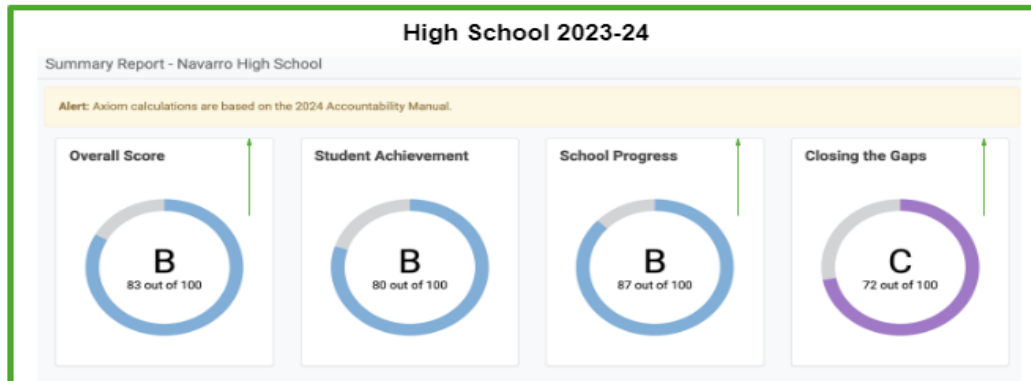 High School 2023-24
Summary Report - Navarro High School
Alert: Axiom calculations are based on the 2024 Accountability Manual.
Overall Score
B
83 out of 100
Student Achievement
B
80 out of 100
School Progress
B
87 out of 100
Closing the Gaps
C
72 out of 100